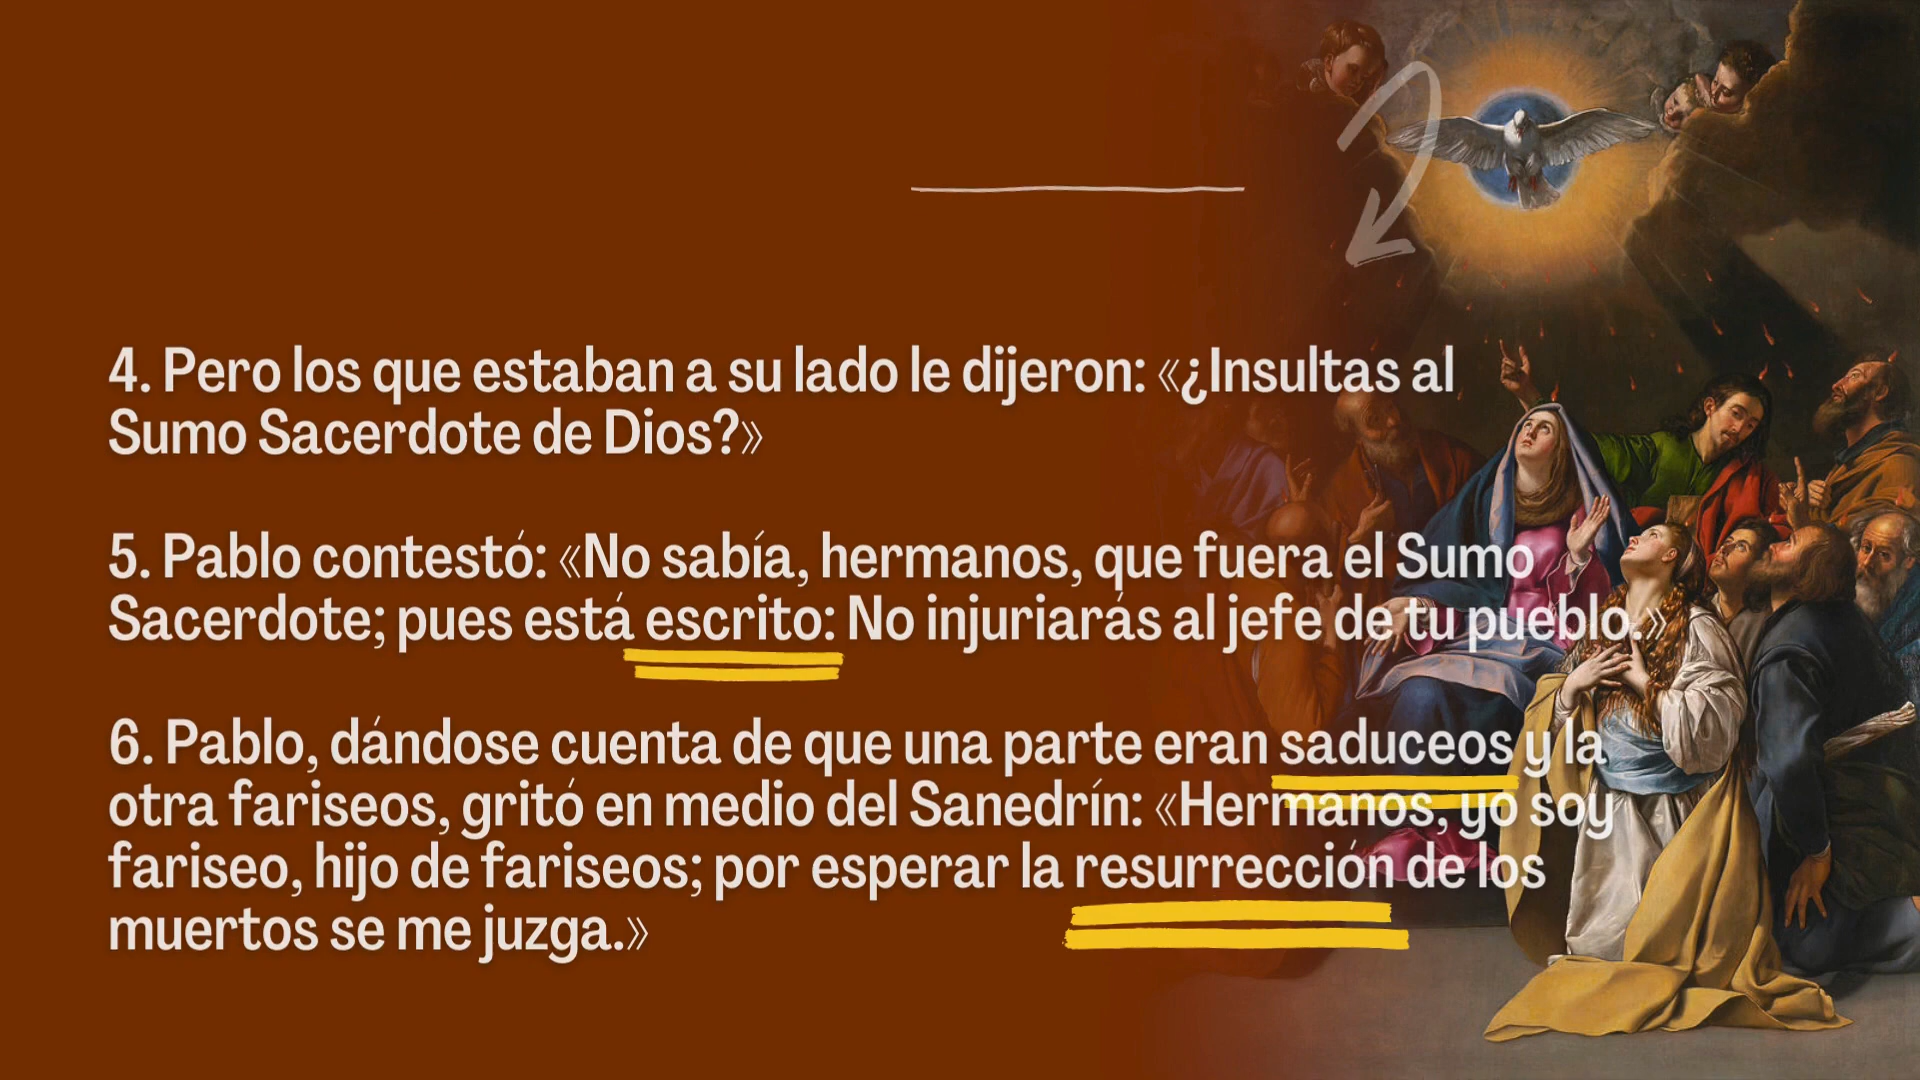 4. Pero los que estaban a su lado le dijeron: «¿Insultas al
Sumo Sacerdote de Dios?»
5. Pablo contestó: «No sabía, hermanos, que fuera el Sumo
Sacerdote; pues está escrito: No injuriarás al jefe de tu pueblo.»
6. Pablo, dándose cuenta de que una parte eran saduceos y la
otra fariseos, gritó en medio del Sanedrín: «Hermanos, yo soy
fariseo, hijo de fariseos; por esperar la resurrección de los
muertos se me juzga.»